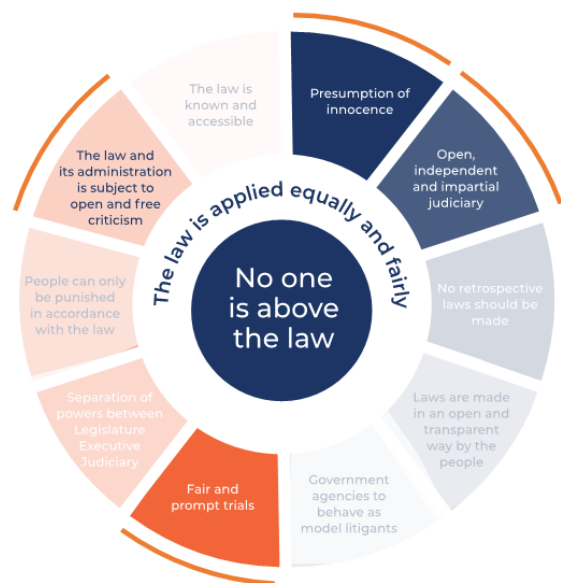 The law is
known and
accessible
Presumption of
innocence
Open,
independent
and impartial
judiciary
No retrospective
laws should be
made
Laws are made
in an open and
transparent
way by the
people
Government
agencies to
behave as
model litigants
Fair and
prompt trials
Separation of
powers between
Legislature
Executive
Judiciary
People can only
be punished
in accordance
with the law
The law and
its administration
is subject to
open and free
criticism
The law is applied equally and fairly
No one
is above
the law